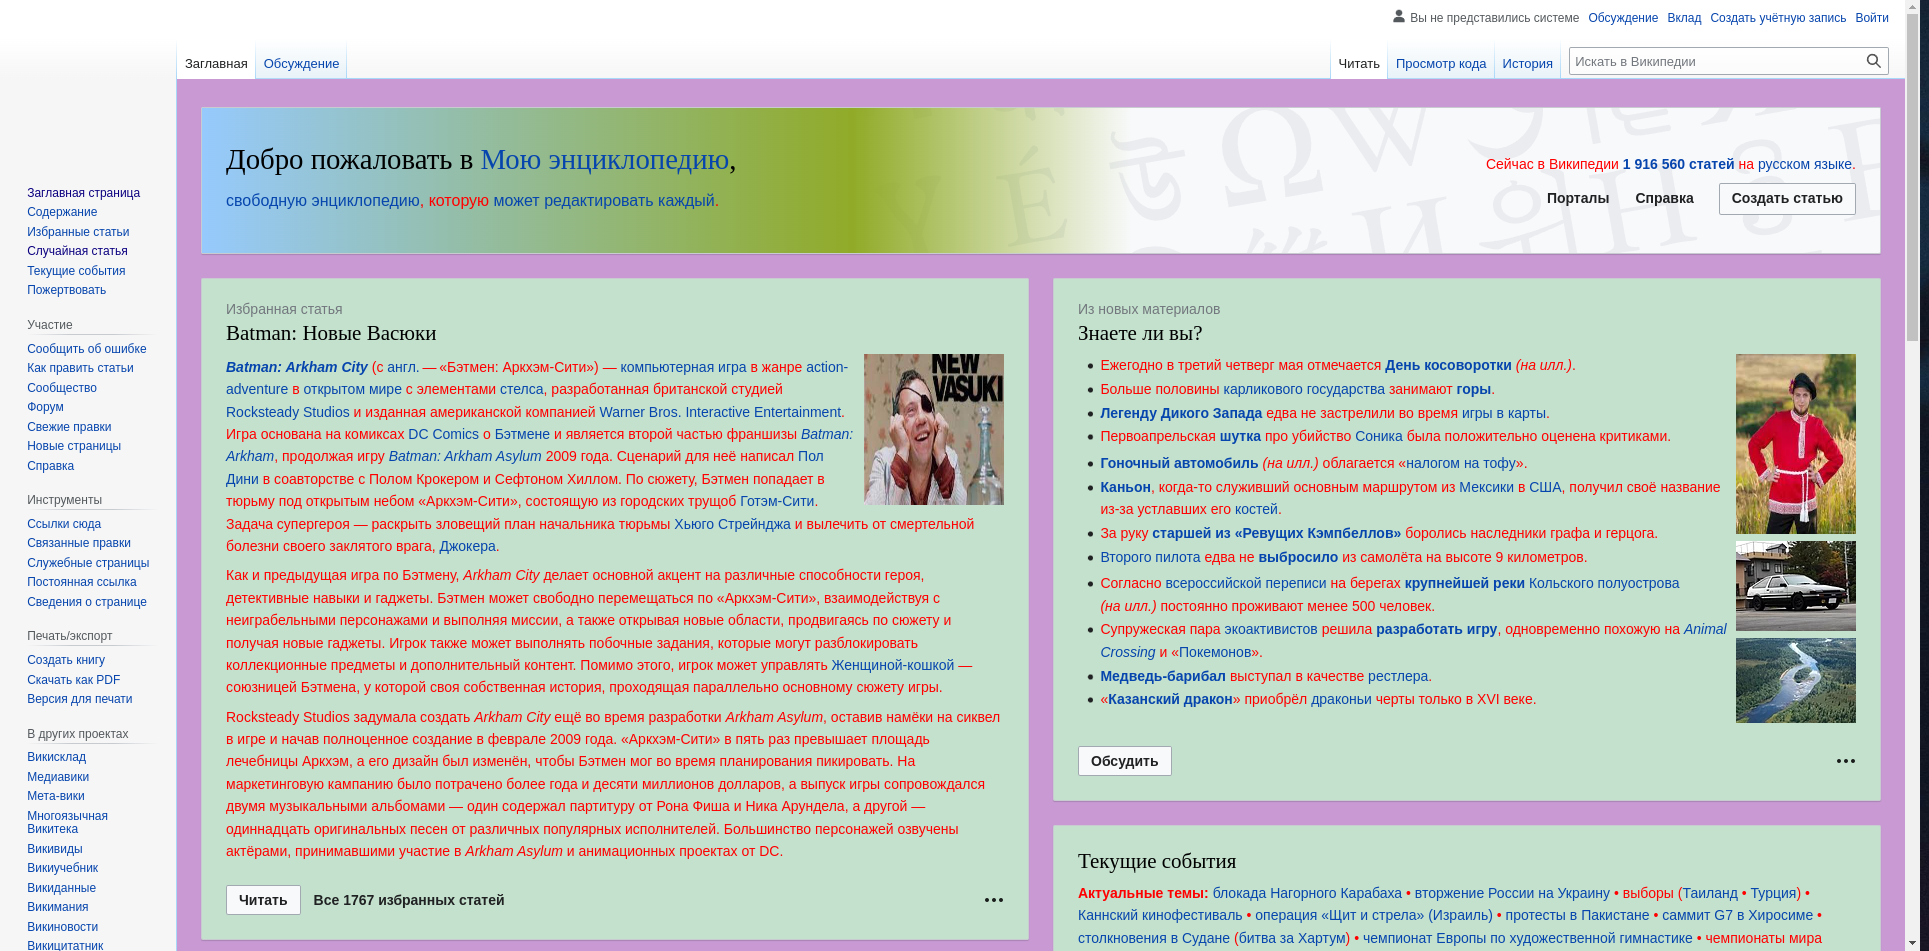 Вы не представились системе Обсуждение Вклад Создать учётную запись Войти
Заглавная Обсуждение Читать Просмотр кода История Искать в Википедии
Добро пожаловать в Мою энциклопедию,
свободную энциклопедию, которую может редактировать каждый.
Сейчас в Википедии 1 916 560 статей на русском языке.
Порталы Справка Создать статью
Заглавная страница
Содержание
Избранные статьи
Случайная статья
Текущие события
Пожертвовать
Участие
Сообщить об ошибке
Как править статьи
Сообщество
Форум
Свежие правки
Новые страницы
Справка
Инструменты
Ссылки сюда
Связанные правки
Служебные страницы
Постоянная ссылка
Сведения о странице
Печать/экспорт
Создать книгу
Скачать как PDF
Версия для печати
В других проектах
Викисклад
Медиавики
Мета-вики
Многоязычная
Викитека
Викивиды
Викиучебник
Викиданные
Викимания
Викиновости
Викицитатник
Избранная статья
Batman: Новые Васюки
Batman: Arkham City (с англ. — «Бэтмен: Аркхэм-Сити») — компьютерная игра в жанре action-
adventure в открытом мире с элементами стелса, разработанная британской студией
Rocksteady Studios и изданная американской компанией Warner Bros. Interactive Entertainment.
Игра основана на комиксах DC Comics о Бэтмене и является второй частью франшизы Batman:
Arkham, продолжая игру Batman: Arkham Asylum 2009 года. Сценарий для неё написал Пол
Дини в соавторстве с Полом Крокером и Сефтоном Хиллом. По сюжету, Бэтмен попадает в
тюрьму под открытым небом «Аркхэм-Сити», состоящую из городских трущоб Готэм-Сити.
Задача супергероя — раскрыть зловещий план начальника тюрьмы Хьюго Стрейнджа и вылечить от смертельной
болезни своего заклятого врага, Джокера.
NEW
VASUKI
Как и предыдущая игра по Бэтмену, Arkham City делает основной акцент на различные способности героя,
детективные навыки и гаджеты. Бэтмен может свободно перемещаться по «Аркхэм-Сити», взаимодействуя с
неиграбельными персонажами и выполняя миссии, а также открывая новые области, продвигаясь по сюжету и
получая новые гаджеты. Игрок также может выполнять побочные задания, которые могут разблокировать
коллекционные предметы и дополнительный контент. Помимо этого, игрок может управлять Женщиной-кошкой —
союзницей Бэтмена, у которой своя собственная история, проходящая параллельно основному сюжету игры.
Rocksteady Studios задумала создать Arkham City ещё во время разработки Arkham Asylum, оставив намёки на сиквел
в игре и начав полноценное создание в феврале 2009 года. «Аркхэм-Сити» в пять раз превышает площадь
лечебницы Аркхэм, а его дизайн был изменён, чтобы Бэтмен мог во время планирования пикировать. На
маркетинговую кампанию было потрачено более года и десяти миллионов долларов, а выпуск игры сопровождался
двумя музыкальными альбомами — один содержал партитуру от Рона Фиша и Ника Арундела, а другой —
одиннадцать оригинальных песен от различных популярных исполнителей. Большинство персонажей озвучены
актёрами, принимавшими участие в Arkham Asylum и анимационных проектах от DC.
Читать Все 1767 избранных статей
Из новых материалов
Знаете ли вы?
Ежегодно в третий четверг мая отмечается День косоворотки (на илл.).
Больше половины карликового государства занимают горы.
Легенду Дикого Запада едва не застрелили во время игры в карты.
Первоапрельская шутка про убийство Соника была положительно оценена критиками.
Гоночный автомобиль (на илл.) облагается «налогом на тофу».
Каньон, когда-то служивший основным маршрутом из Мексики в США, получил своё название
из-за устлавших его костей.
За руку старшей из «Ревущих Кэмпбеллов» боролись наследники графа и герцога.
Второго пилота едва не выбросило из самолёта на высоте 9 километров.
Согласно всероссийской переписи на берегах крупнейшей реки Кольского полуострова
(на илл.) постоянно проживают менее 500 человек.
Супружеская пара экоактивистов решила разработать игру, одновременно похожую на Animal
Crossing и «Покемонов».
Медведь-барибал выступал в качестве рестлера.
«Казанский дракон» приобрёл драконьи черты только в XVI веке.
Обсудить
Текущие события
Актуальные темы: блокада Нагорного Карабаха • вторжение России на Украину • выборы (Таиланд • Турция) •
Каннский кинофестиваль • операция «Щит и стрела» (Израиль) • протесты в Пакистане • саммит G7 в Хиросиме •
столкновения в Судане (битва за Хартум) • чемпионат Европы по художественной гимнастике • чемпионаты мира